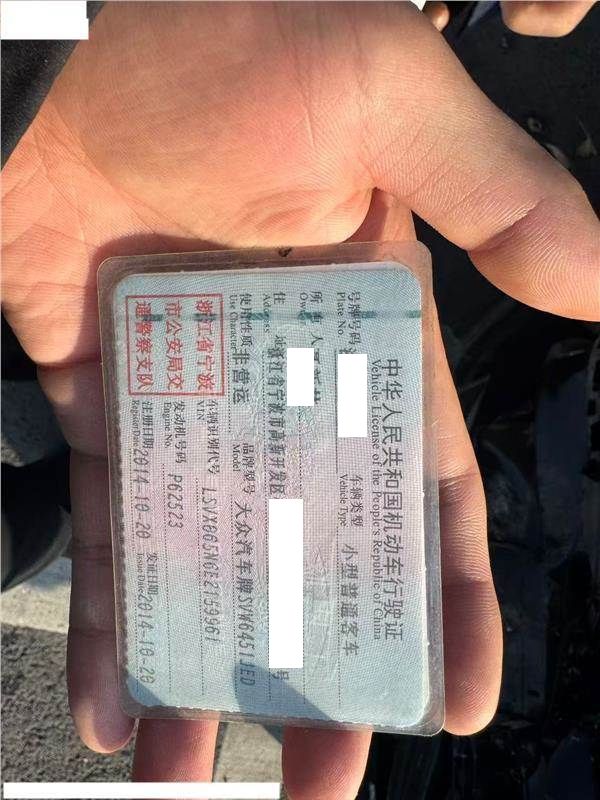 中华人民共和国机动车行驶证
Vehicle License of the People's Republic of China
号牌号码
Plate No.
车辆类型 小型普通客车
Vehicle Type
所有人
Owner
住址 浙江省宁波市高新开发区 号
Address
使用性质 非营运
Use Character
品牌型号 大众汽车牌SVW6451JED
Model
浙江省宁波
市公安局交
通警察支队
车辆识别代号 LSVX065N6E2159961
VIN
发动机号码 P62523
Engine No.
注册日期 2014-10-20
Register Date
发证日期 2014-10-20
Issue Date